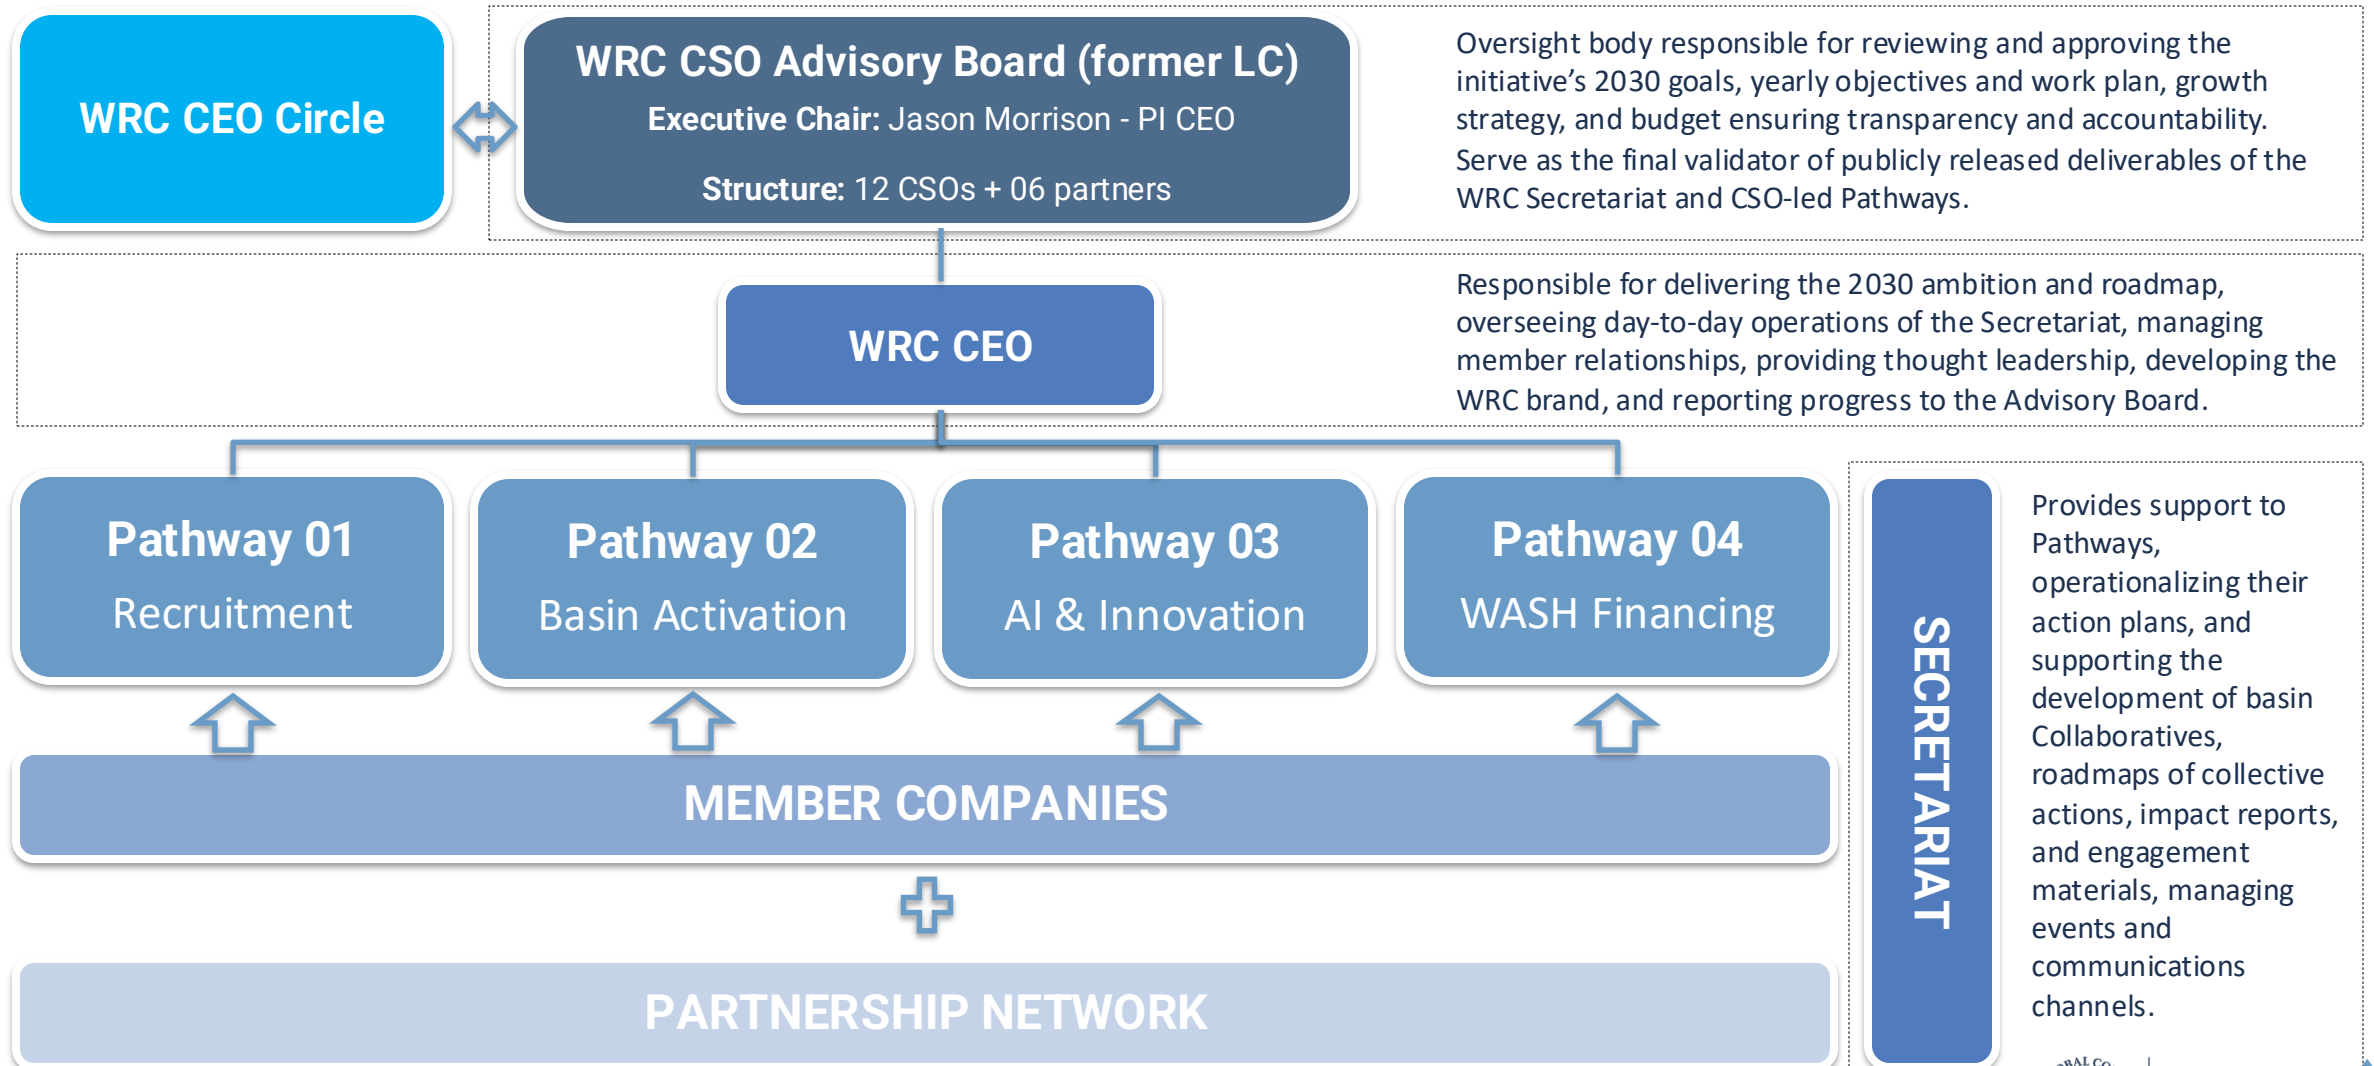 WRC CEO Circle
WRC CSO Advisory Board (former LC)
Executive Chair: Jason Morrison - PI CEO
Structure: 12 CSOs + 06 partners
Oversight body responsible for reviewing and approving the
initiative’s 2030 goals, yearly objectives and work plan, growth
strategy, and budget ensuring transparency and accountability.
Serve as the final validator of publicly released deliverables of the
WRC Secretariat and CSO-led Pathways.
WRC CEO
Responsible for delivering the 2030 ambition and roadmap,
overseeing day-to-day operations of the Secretariat, managing
member relationships, providing thought leadership, developing the
WRC brand, and reporting progress to the Advisory Board.
Pathway 01
Recruitment
Pathway 02
Basin Activation
Pathway 03
AI & Innovation
Pathway 04
WASH Financing
MEMBER COMPANIES
PARTNERSHIP NETWORK
SECRETARIAT
Provides support to
Pathways,
operationalizing their
action plans, and
supporting the
development of basin
Collaboratives,
roadmaps of collective
actions, impact reports,
and engagement
materials, managing
events and
communications
channels.